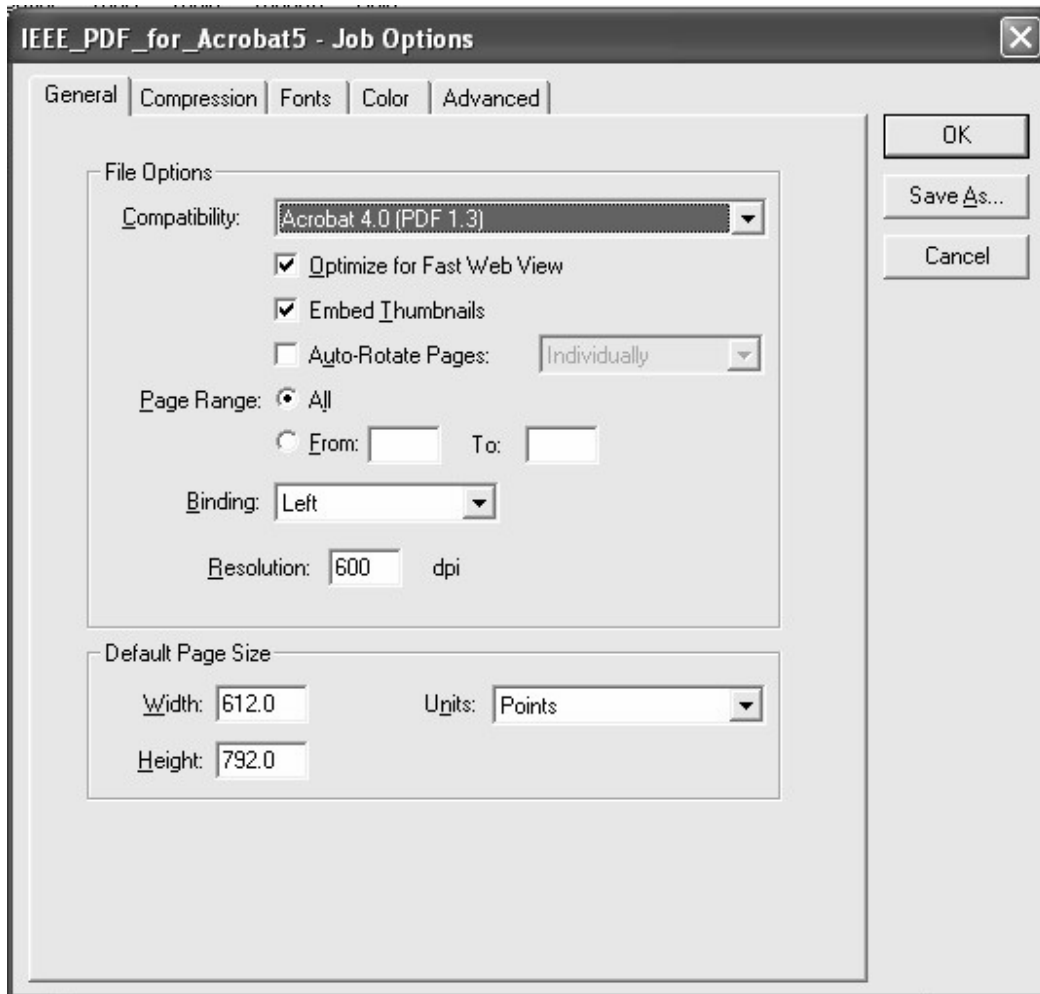 IEEE_PDF_for_Acrobat5 - Job Options
General Compression Fonts Color Advanced
OK
Save As...
Cancel
File Options
Compatibility: Acrobat 4.0 (PDF 1.3)
Optimize for Fast Web View
Embed Thumbnails
Auto-Rotate Pages: Individually
Page Range: All
From: To:
Binding: Left
Resolution: 600 dpi
Default Page Size
Width: 612.0 Units: Points
Height: 792.0